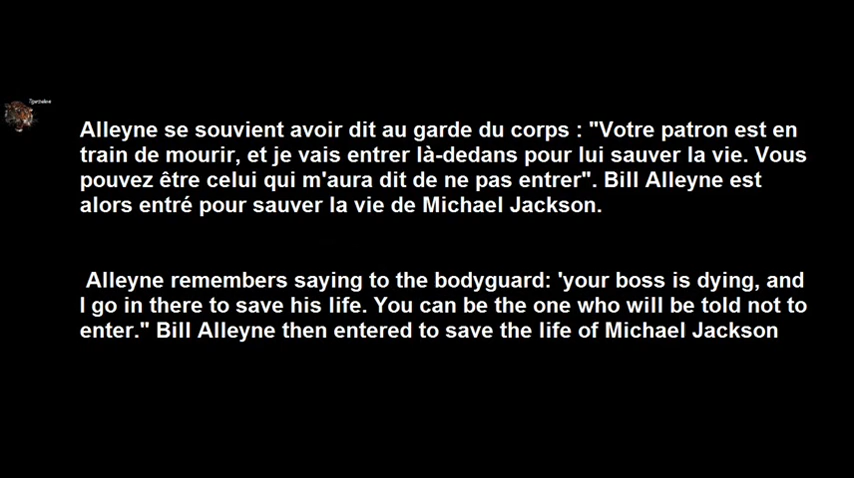 Alleyne se souvient avoir dit au garde du corps : "Votre patron est en
train de mourir, et je vais entrer là-dedans pour lui sauver la vie. Vous
pouvez être celui qui m'aura dit de ne pas entrer". Bill Alleyne est
alors entré pour sauver la vie de Michael Jackson.
Alleyne remembers saying to the bodyguard: 'your boss is dying, and
I go in there to save his life. You can be the one who will be told not to
enter." Bill Alleyne then entered to save the life of Michael Jackson